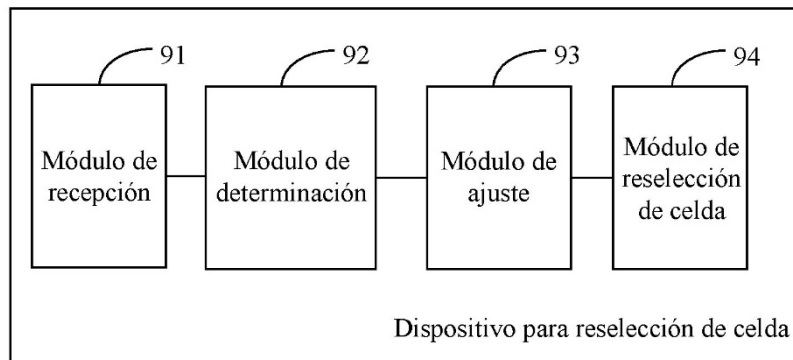 91
92
93
94
Módulo de
recepción
Módulo de
determinación
Módulo de
ajuste
Módulo de
reselección
de celda
Dispositivo para reselección de celda